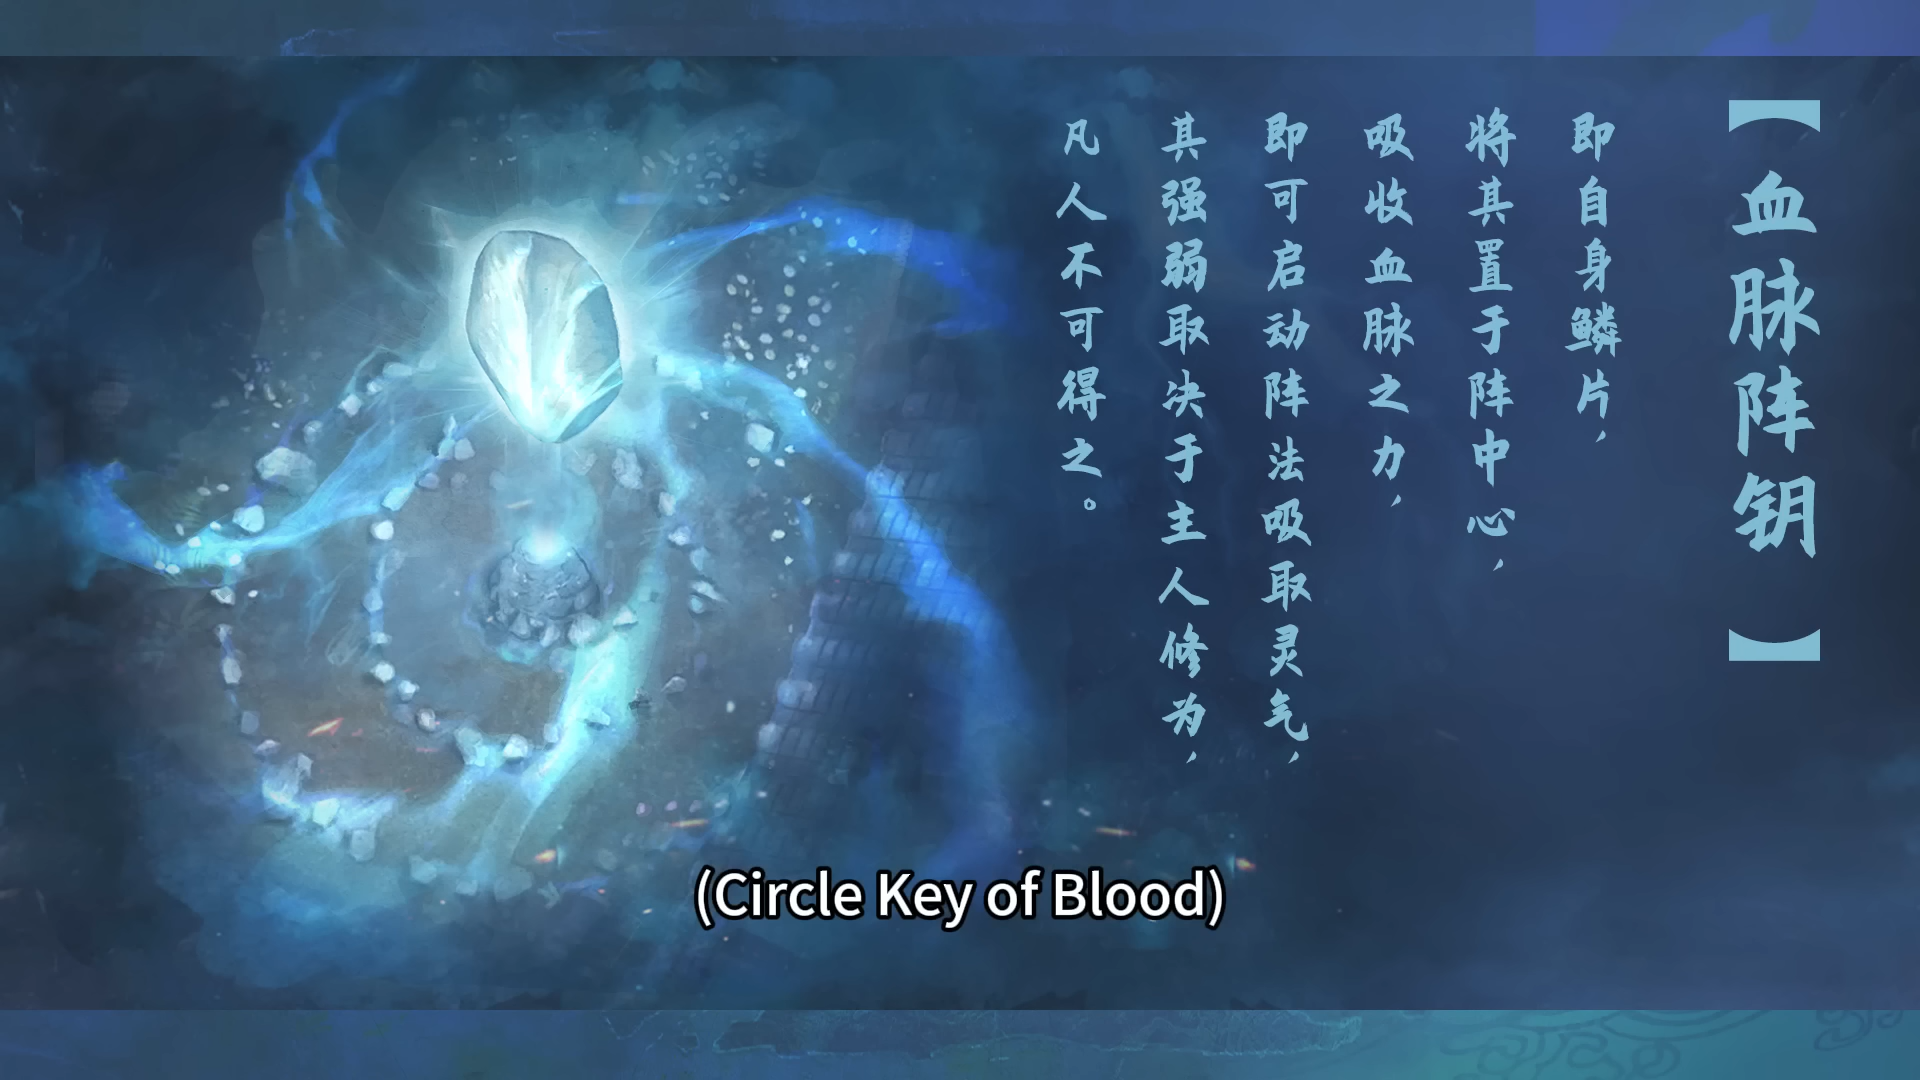 【血脉阵钥】
即自身鳞片，
将其置于阵中心，
吸收血脉之力，
即可启动阵法吸取灵气，
其强弱取决于主人修为，
凡人不可得之。
(Circle Key of Blood)